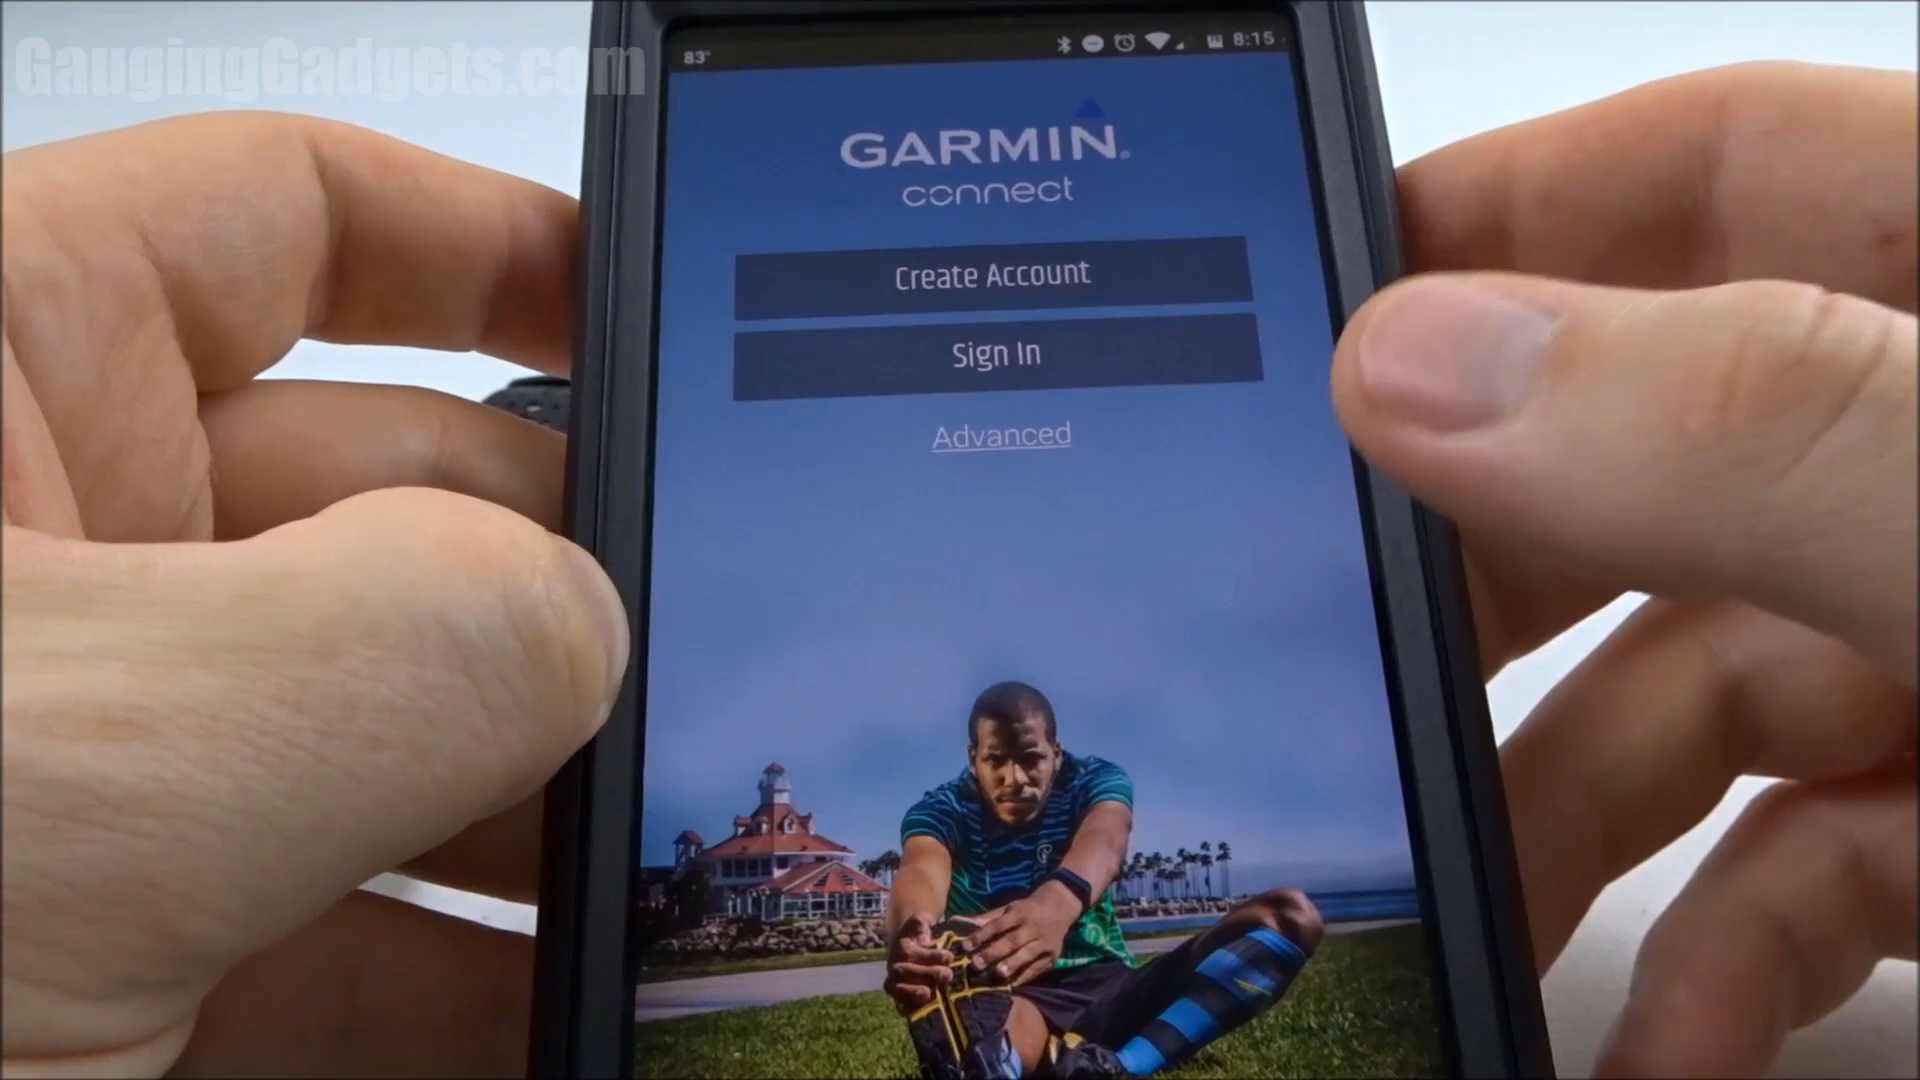 GaugingGadgets.com
83°
8:15
GARMIN
connect
Create Account
Sign In
Advanced